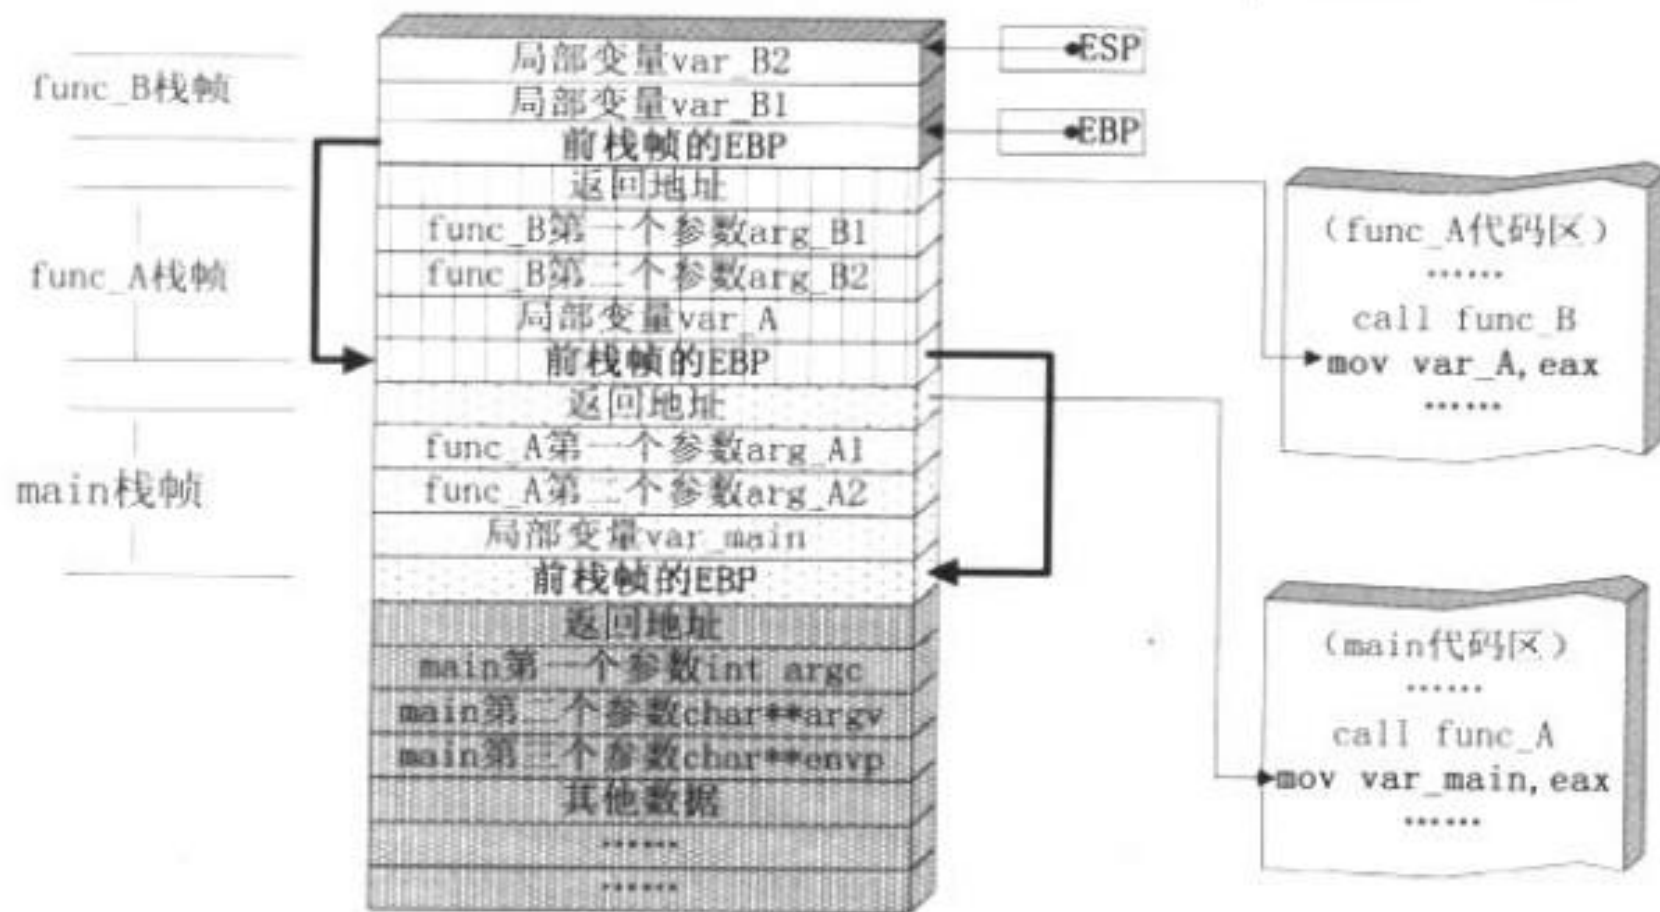 func_B栈帧
func_A栈帧
main栈帧
局部变量var_B2
局部变量var_B1
前栈帧的EBP
返回地址
func_B第一个参数arg_B1
func_B第二个参数arg_B2
局部变量var_A
前栈帧的EBP
返回地址
func_A第一个参数arg_A1
func_A第二个参数arg_A2
局部变量var_main
前栈帧的EBP
返回地址
main第一个参数int argc
main第二个参数char**argv
main第三个参数char**envp
其他数据
······
······
ESP
EBP
(func_A代码区)
······
call func_B
mov var_A,eax
······
(main代码区)
······
call func_A
mov var_main,eax
······